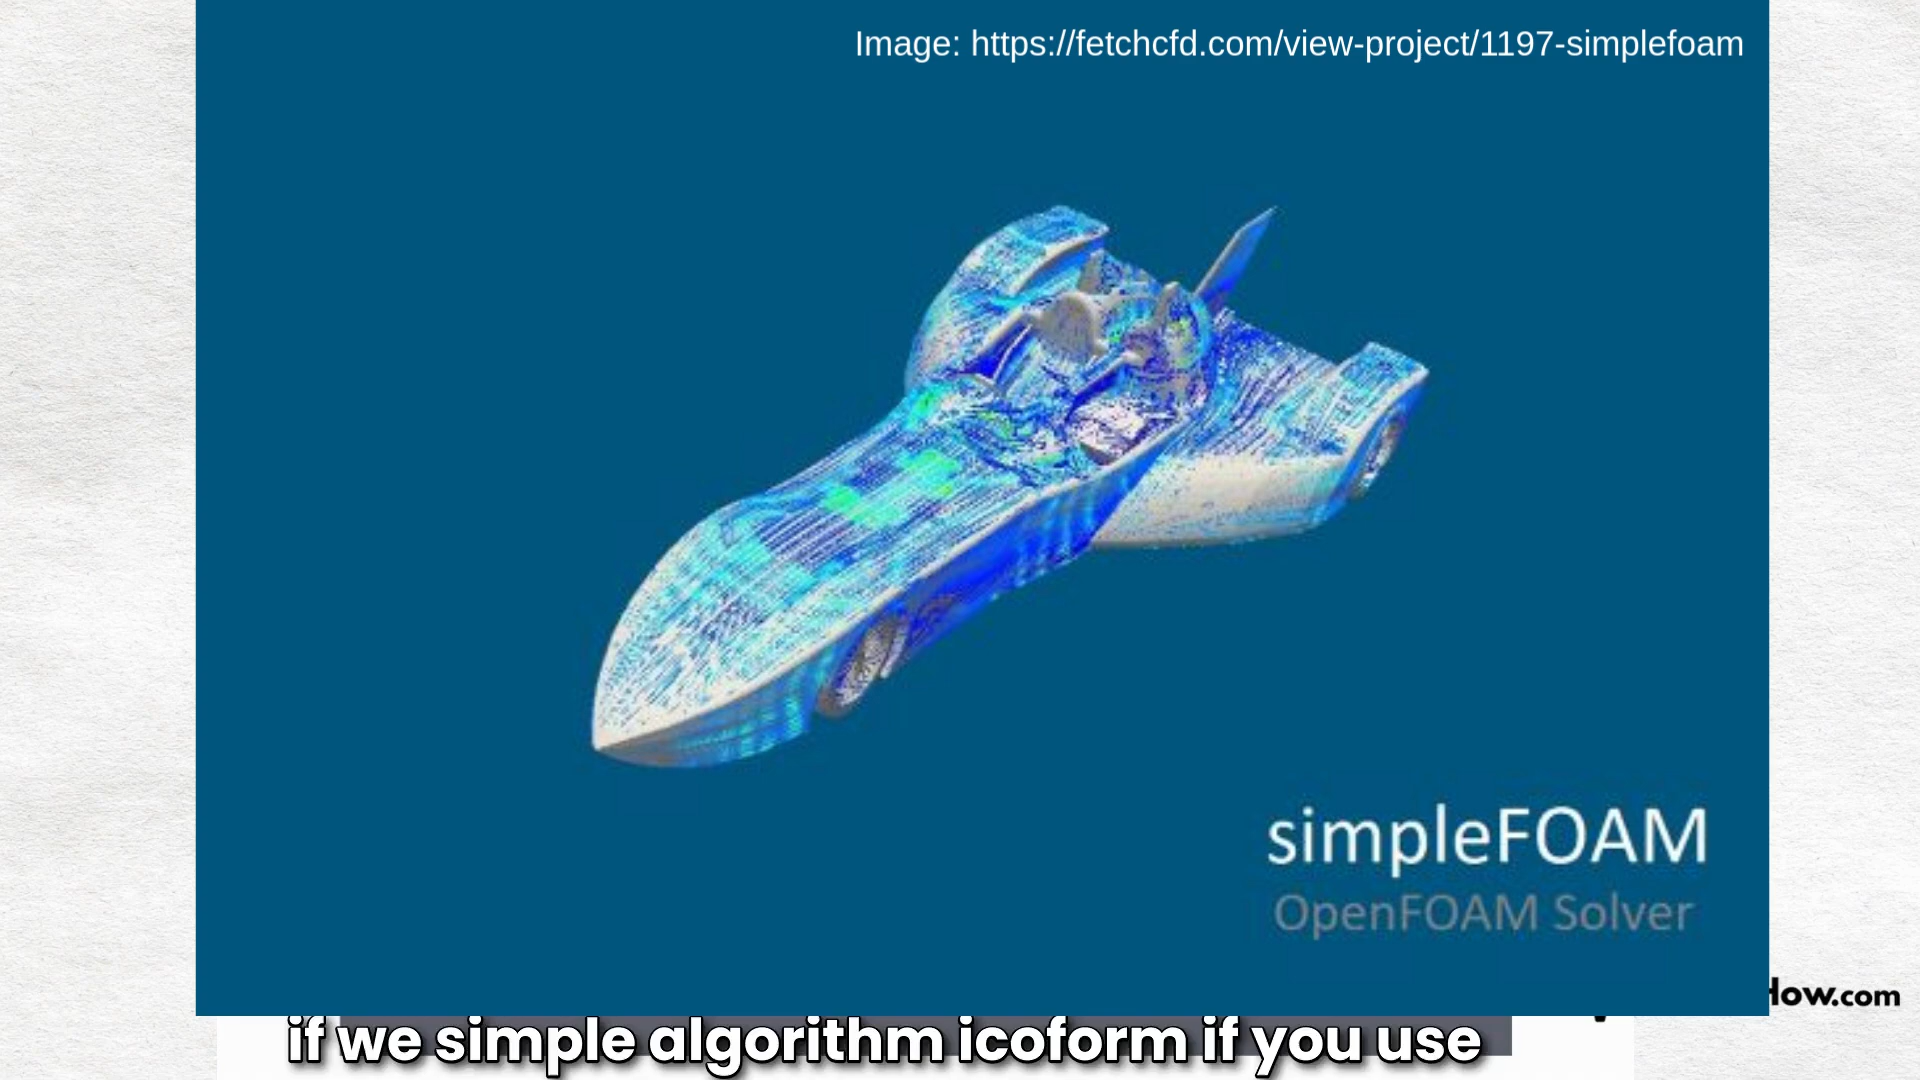 Image: https://fetchcfd.com/view-project/1197-simplefoam
simpleFOAM
OpenFOAM Solver
How.com
if we simple algorithm icoform if you use